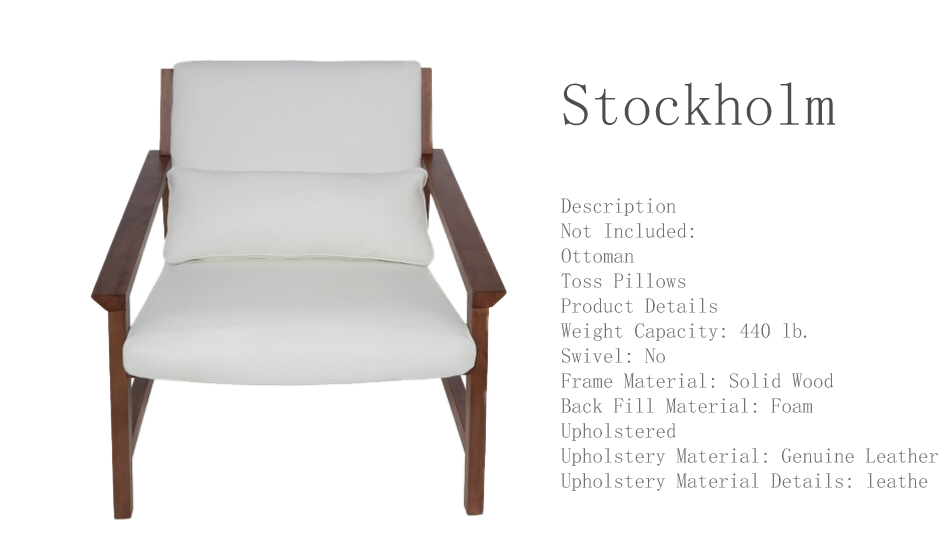 Stockholm
Description
Not Included:
Ottoman
Toss Pillows
Product Details
Weight Capacity: 440 lb.
Swivel: No
Frame Material: Solid Wood
Back Fill Material: Foam
Upholstered
Upholstery Material: Genuine Leather
Upholstery Material Details: leathe